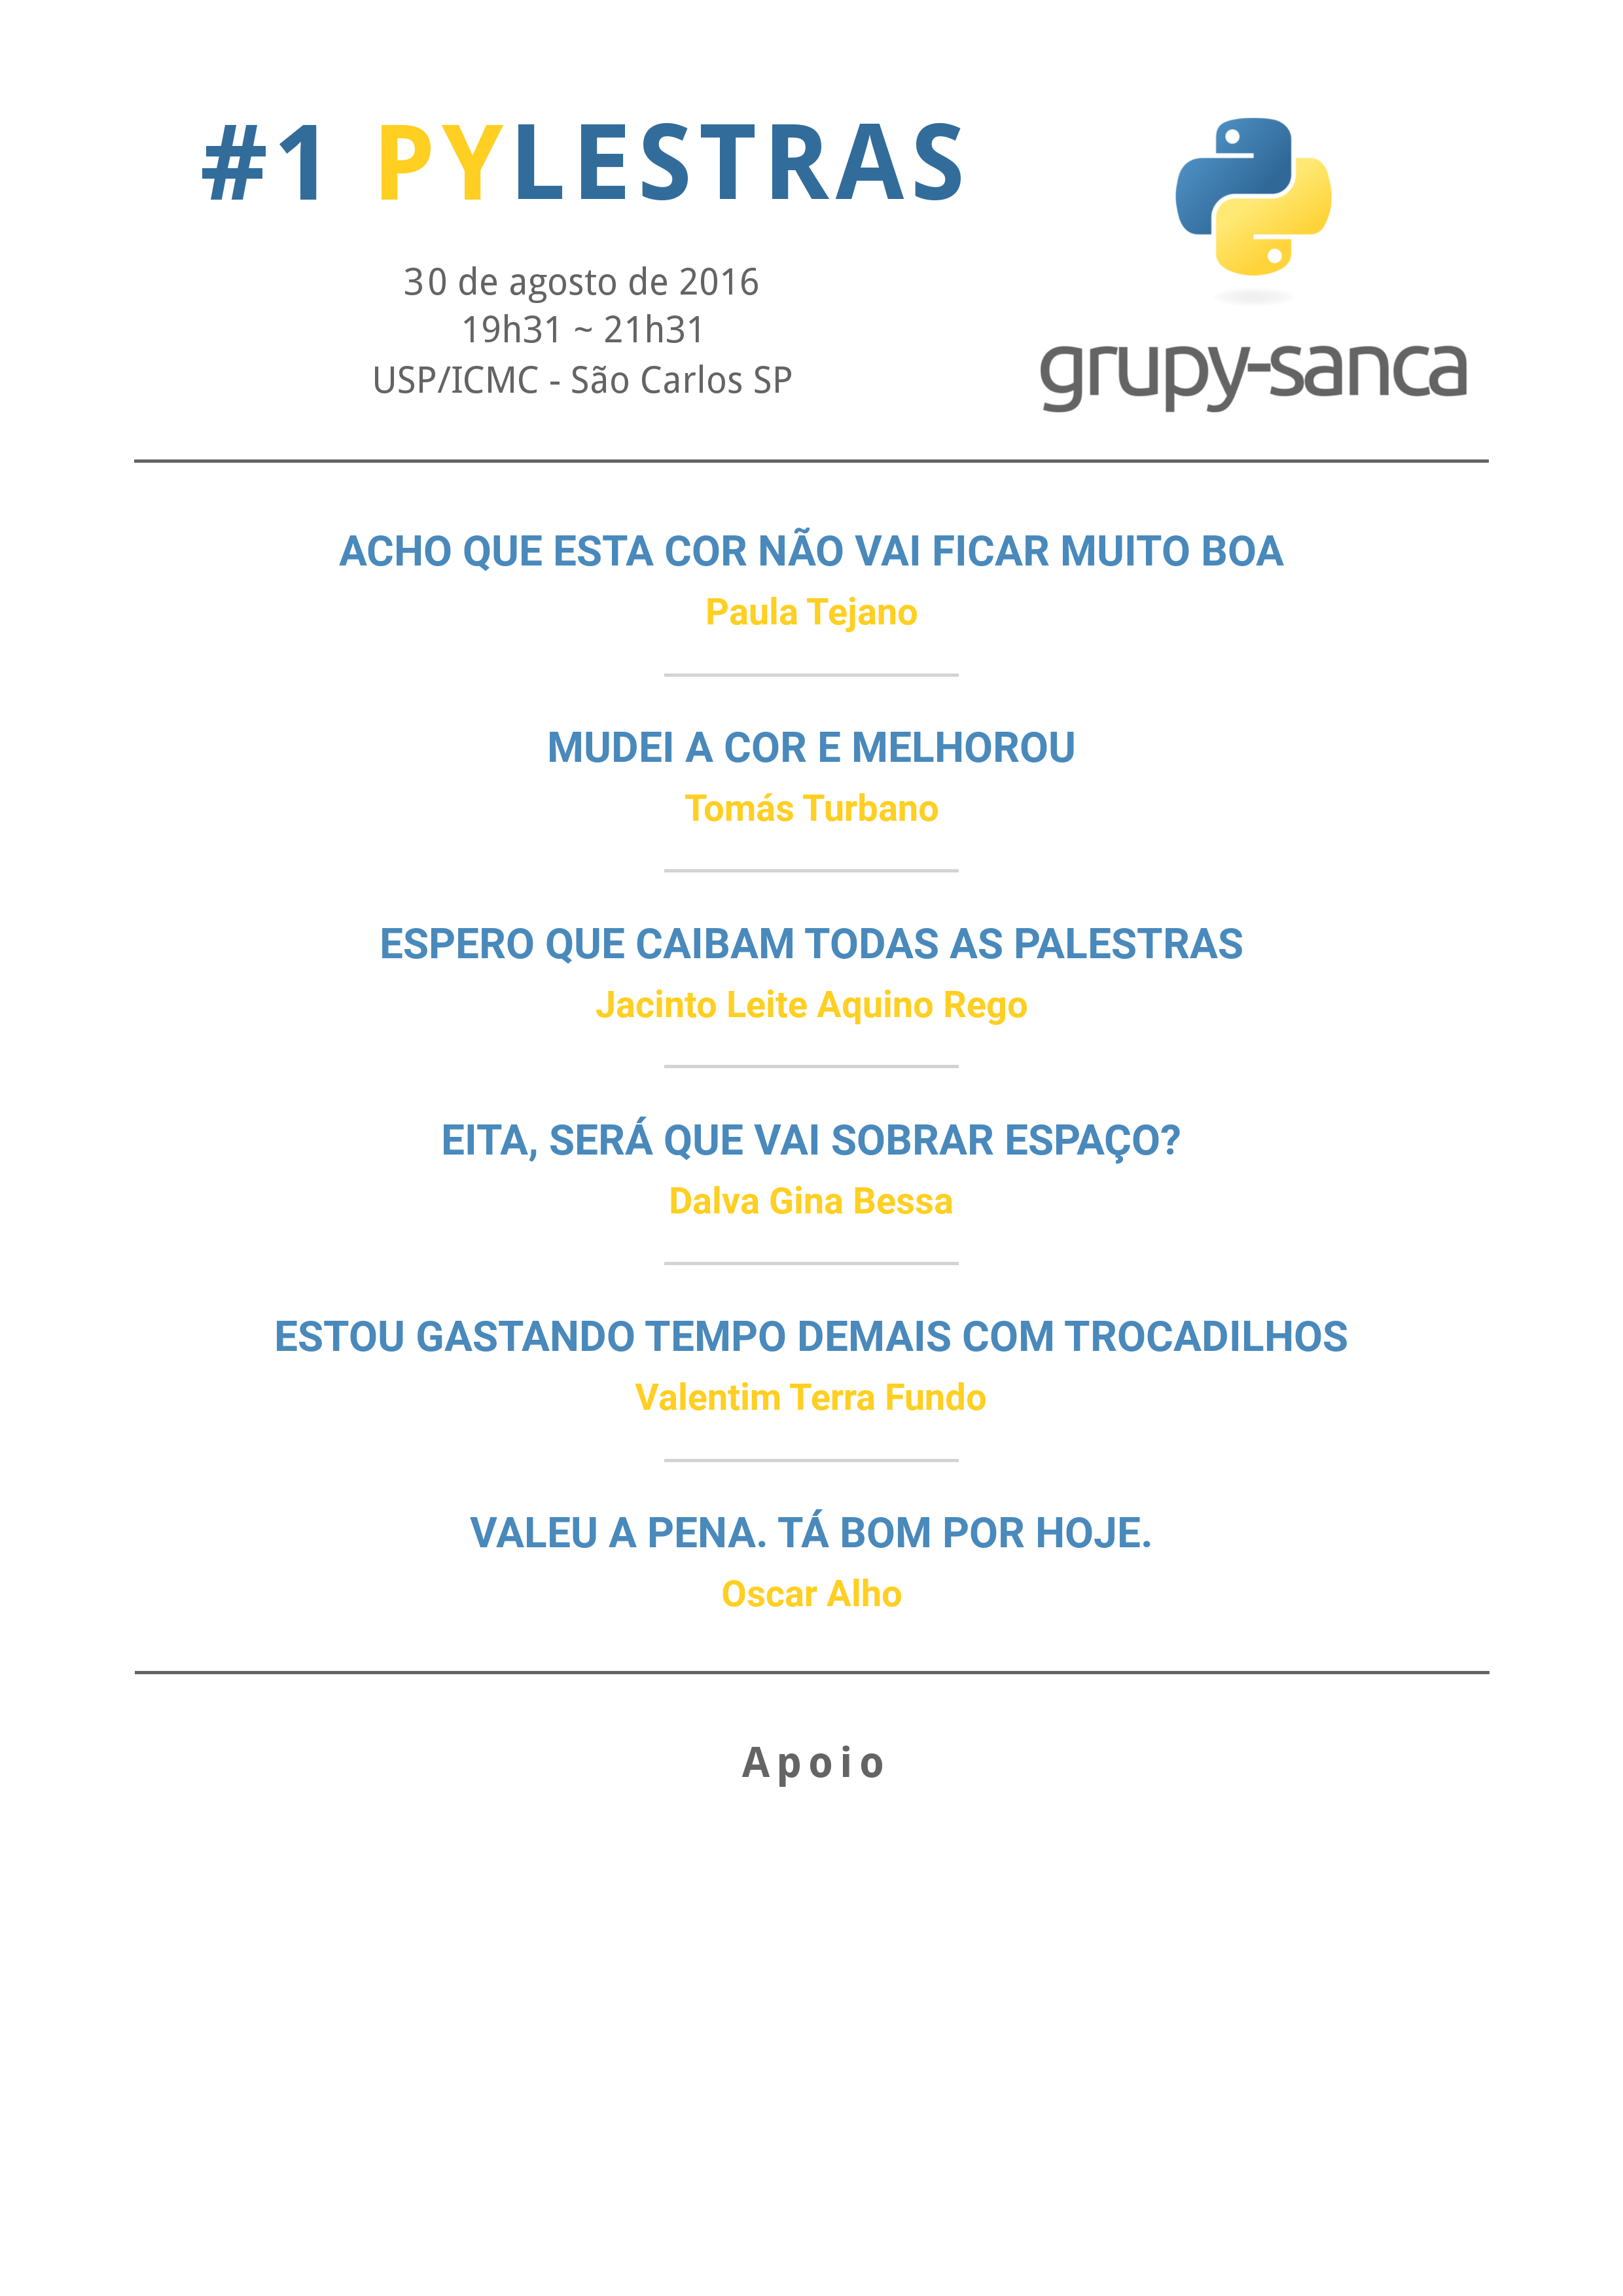 #1 PYLESTRAS
30 de agosto de 2016
19h31 ~ 21h31
USP/ICMC - São Carlos SP
grupy-sanca
ACHO QUE ESTA COR NÃO VAI FICAR MUITO BOA
Paula Tejano
MUDEI A COR E MELHOROU
Tomás Turbano
ESPERO QUE CAIBAM TODAS AS PALESTRAS
Jacinto Leite Aquino Rego
EITA, SERÁ QUE VAI SOBRAR ESPAÇO?
Dalva Gina Bessa
ESTOU GASTANDO TEMPO DEMAIS COM TROCADILHOS
Valentim Terra Fundo
VALEU A PENA. TÁ BOM POR HOJE.
Oscar Alho
Apoio